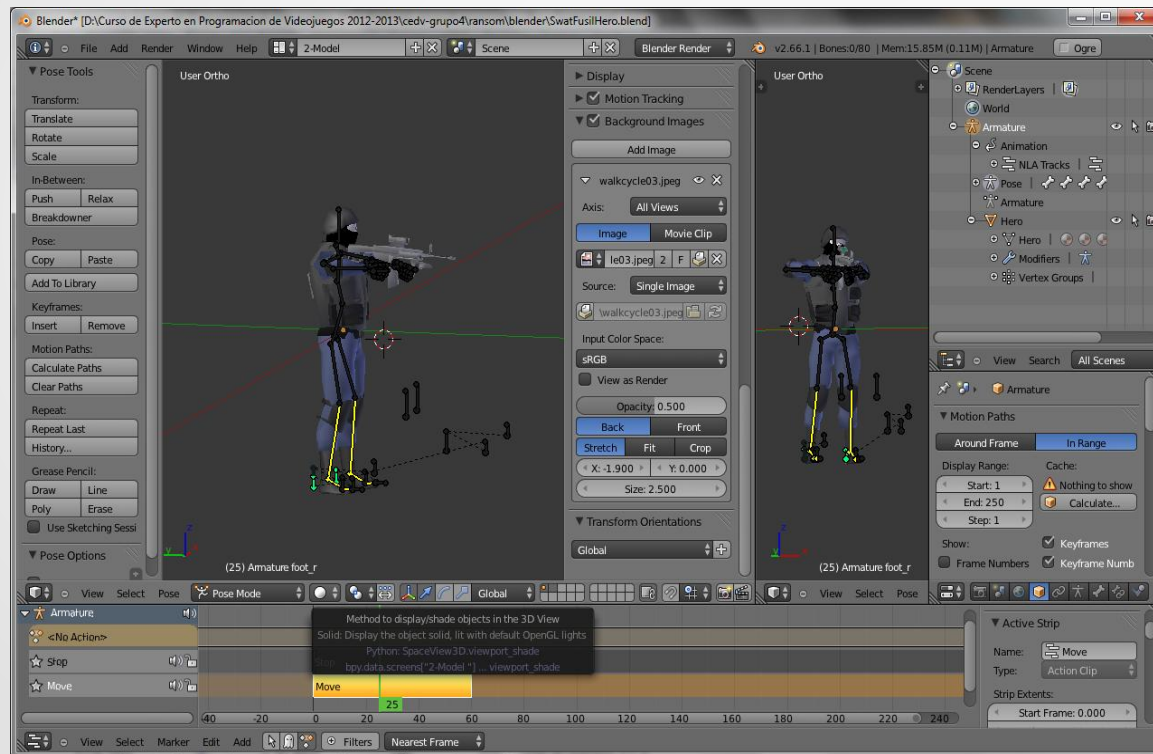 Blender* [D:\Curso de Experto en Programacion de Videojuegos 2012-2013\cedv-grupo4\ransom\blender\SwatFusilHero.blend]
File Add Render Window Help 2-Model Scene Blender Render v2.66.1 | Bones:0/80 | Mem:15.85M (0.11M) | Armature Ogre
Pose Tools
Transform:
Translate
Rotate
Scale
In-Between:
Push Relax
Breakdowner
Pose:
Copy Paste
Add To Library
Keyframes:
Insert Remove
Motion Paths:
Calculate Paths
Clear Paths
Repeat:
Repeat Last
History...
Grease Pencil:
Draw Line
Poly Erase
Use Sketching Sessi
Pose Options
User Ortho
(25) Armature foot_r
Display
Motion Tracking
Background Images
Add Image
walkcycle03.jpeg
Axis: All Views
Image Movie Clip
le03.jpeg 2 F
Source: Single Image
\walkcycle03.jpeg
Input Color Space:
sRGB
View as Render
Opacity: 0.500
Back Front
Stretch Fit Crop
X: -1.900 Y: 0.000
Size: 2.500
Transform Orientations
Global
User Ortho
(25) Armature foot_r
Scene
RenderLayers |
World
Armature
Animation
NLA Tracks |
Pose |
Armature
Hero
Hero |
Modifiers |
Vertex Groups |
View Search All Scenes
Armature
Motion Paths
Around Frame In Range
Display Range: Cache:
Start: 1 Nothing to show
End: 250 Calculate...
Step: 1
Show: Keyframes
Frame Numbers Keyframe Numb
View Select Pose Pose Mode Global
View Select
Armature
<No Action>
Stop
Move
Method to display/shade objects in the 3D View
Solid: Display the object solid, lit with default OpenGL lights
Python: SpaceView3D.viewport_shade
bpy.data.screens["2-Model "] ... viewport_shade
Stop
Move
25
-40 -20 0 20 40 60 80 100 120 140 160 180 200 220 240
View Select Marker Edit Add Filters Nearest Frame
Active Strip
Name: Move
Type: Action Clip
Strip Extents:
Start Frame: 0.000